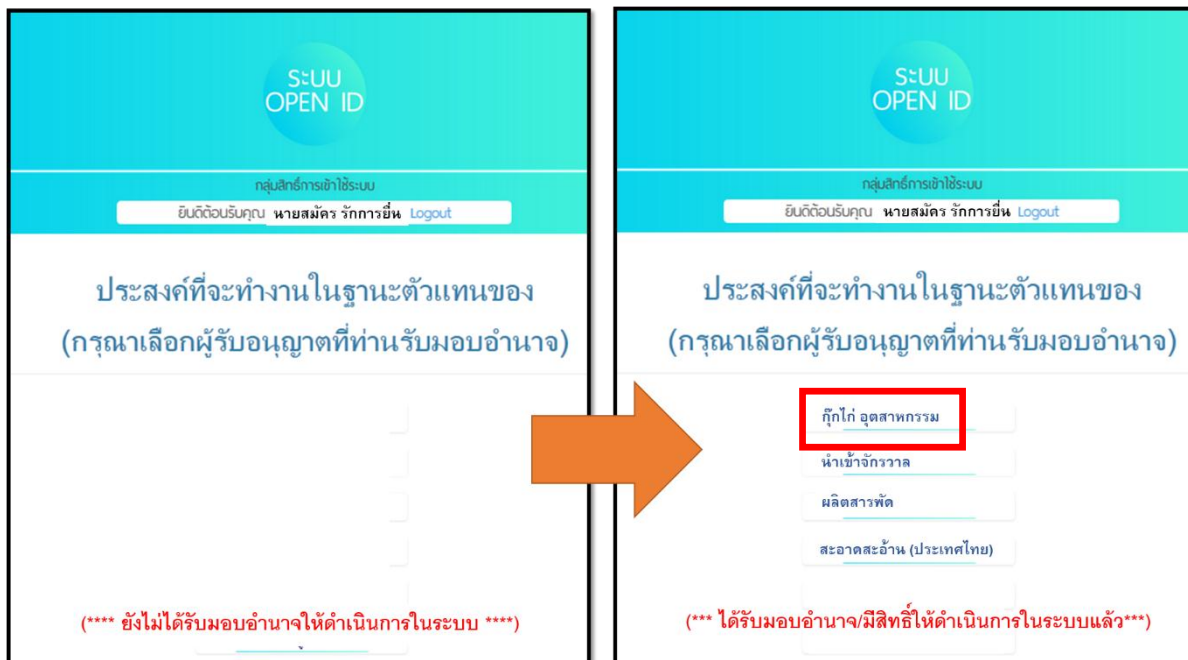 ระบบ
OPEN ID
กลุ่มสิทธิ์การเข้าใช้ระบบ
ยินดีต้อนรับคุณ นายสมัคร รักการยื่น Logout
ประสงค์ที่จะทำงานในฐานะตัวแทนของ
(กรุณาเลือกผู้รับอนุญาตที่ท่านรับมอบอำนาจ)
(**** ยังไม่ได้รับมอบอำนาจให้ดำเนินการในระบบ ****)
ระบบ
OPEN ID
กลุ่มสิทธิ์การเข้าใช้ระบบ
ยินดีต้อนรับคุณ นายสมัคร รักการยื่น Logout
ประสงค์ที่จะทำงานในฐานะตัวแทนของ
(กรุณาเลือกผู้รับอนุญาตที่ท่านรับมอบอำนาจ)
กุ๊กไก่ อุตสาหกรรม
นำเข้าจักรวาล
ผลิตสารพัด
สะอาดสะอ้าน (ประเทศไทย)
(*** ได้รับมอบอำนาจ/มีสิทธิ์ให้ดำเนินการในระบบแล้ว***)